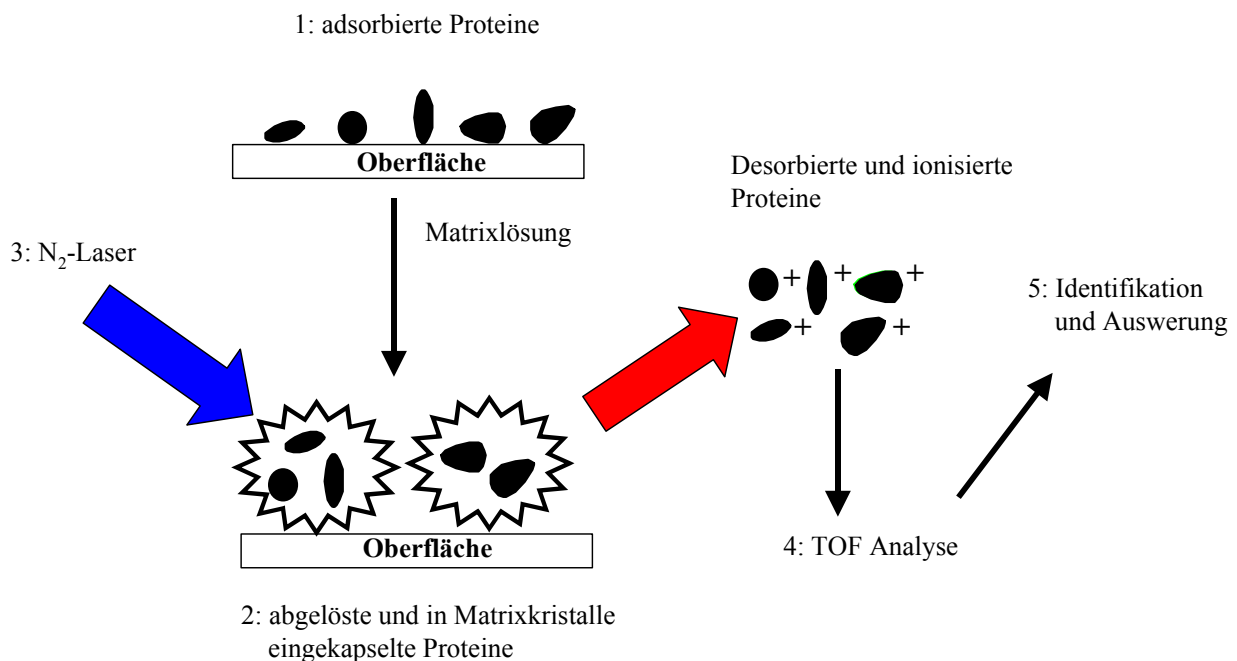 1: adsorbierte Proteine
Oberfläche
Matrixlösung
3: N₂-Laser
Oberfläche
2: abgelöste und in Matrixkristalle
eingekapselte Proteine
Desorbierte und ionisierte
Proteine
+ + +
+ +
4: TOF Analyse
5: Identifikation
und Auswerung